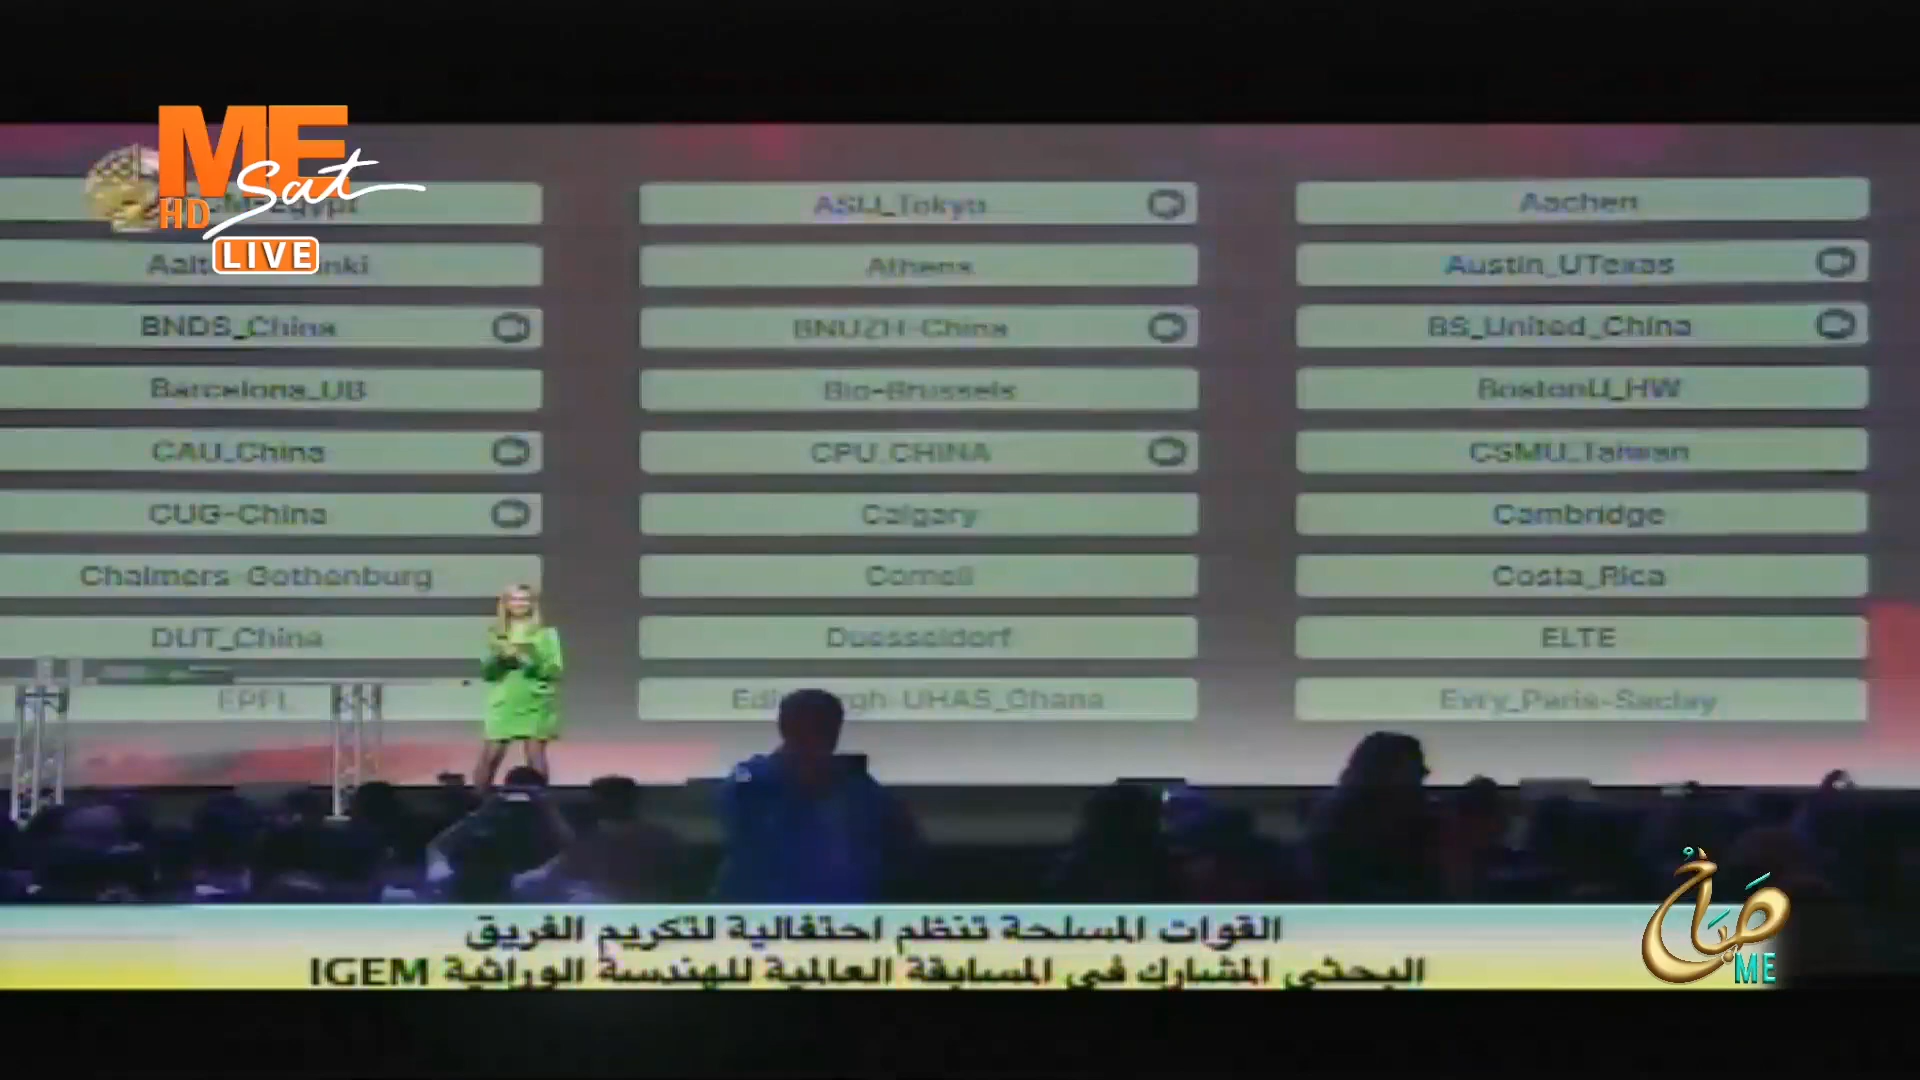 ME
Sat
HD
LIVE
ASIJ_Tokyo
Aachen
Athens
Austin_UTexas
BNDS_China
BNUZH-China
BS_United_China
Barcelona_UB
Bio-Brussels
BostonU_HW
CAU_China
CPU_CHINA
CSMU_Taiwan
CUG-China
Calgary
Cambridge
Chalmers-Gothenburg
Cornell
Costa_Rica
DUT_China
Duesseldorf
ELTE
EPFL
UHAS_Ghana
Evry_Paris-Saclay
القوات المسلحة تنظم احتفالية لتكريم الفريق
البحثي المشارك في المسابقة العالمية للهندسة الوراثية IGEM
صباح
ME